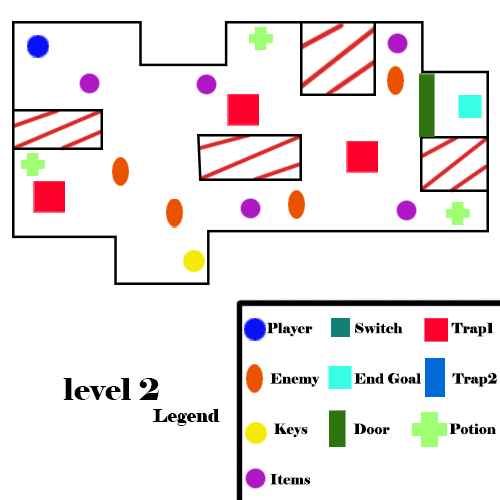 Player Switch Trap1
Enemy End Goal Trap2
level 2
Legend
Keys Door Potion
Items